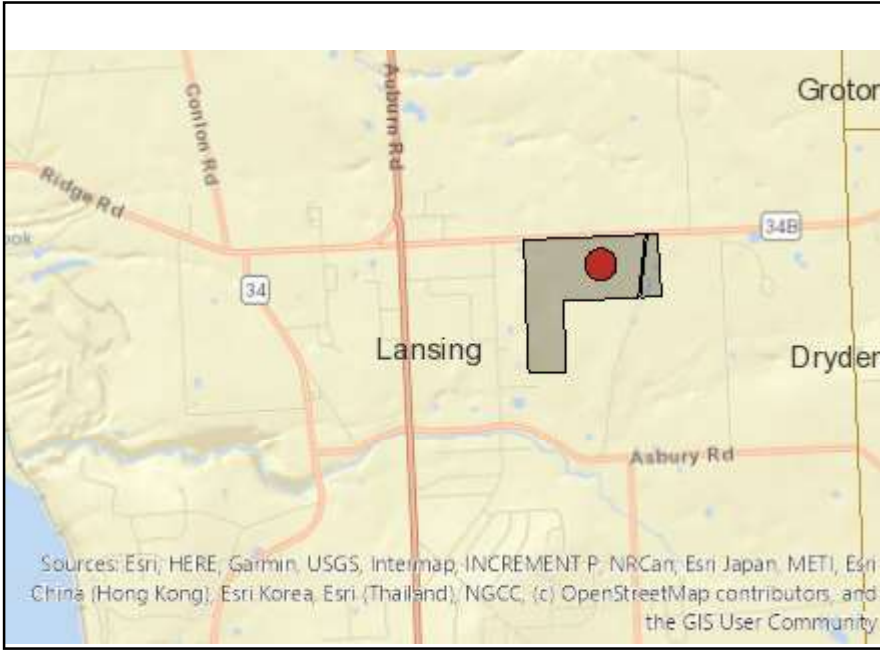 Groton
Auburn Rd
Conlon Rd
Ridge Rd
34B
34
Lansing
Dryden
Asbury Rd
Sources: Esri, HERE, Garmin, USGS, Intermap, INCREMENT P, NRCan, Esri Japan, METI, Esri
China (Hong Kong), Esri Korea, Esri (Thailand), NGCC, (c) OpenStreetMap contributors, and
the GIS User Community